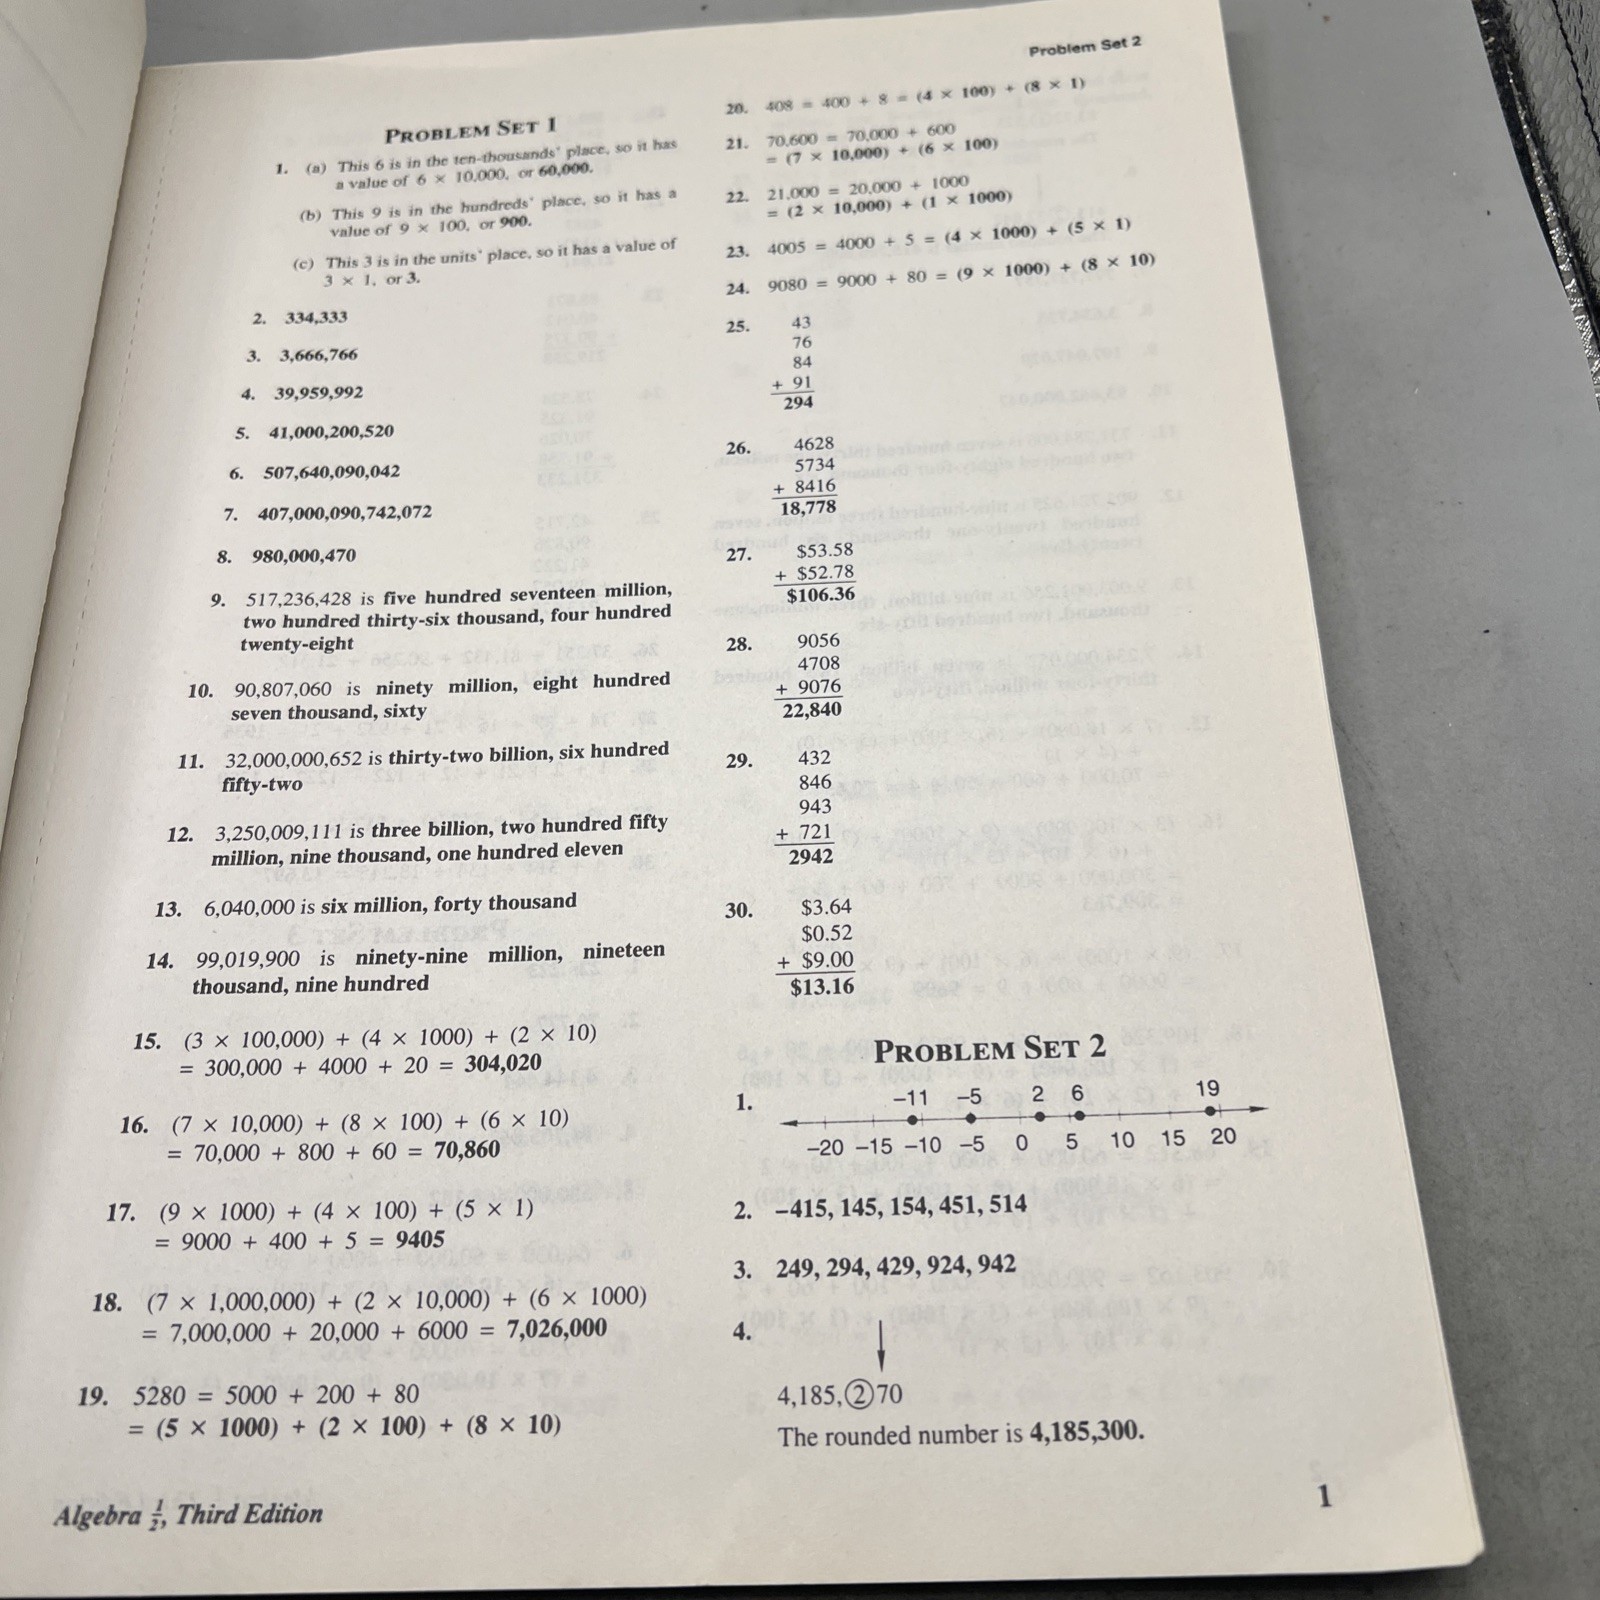 Problem Set 2
PROBLEM SET 1
1. (a) This 6 is in the ten-thousands' place, so it has
a value of 6 × 10,000, or 60,000.
(b) This 9 is in the hundreds' place, so it has a
value of 9 × 100, or 900.
(c) This 3 is in the units' place, so it has a value of
3 × 1, or 3.
2. 334,333
3. 3,666,766
4. 39,959,992
5. 41,000,200,520
6. 507,640,090,042
7. 407,000,090,742,072
8. 980,000,470
9. 517,236,428 is five hundred seventeen million,
two hundred thirty-six thousand, four hundred
twenty-eight
10. 90,807,060 is ninety million, eight hundred
seven thousand, sixty
11. 32,000,000,652 is thirty-two billion, six hundred
fifty-two
12. 3,250,009,111 is three billion, two hundred fifty
million, nine thousand, one hundred eleven
13. 6,040,000 is six million, forty thousand
14. 99,019,900 is ninety-nine million, nineteen
thousand, nine hundred
15. (3 × 100,000) + (4 × 1000) + (2 × 10)
= 300,000 + 4000 + 20 = 304,020
16. (7 × 10,000) + (8 × 100) + (6 × 10)
= 70,000 + 800 + 60 = 70,860
17. (9 × 1000) + (4 × 100) + (5 × 1)
= 9000 + 400 + 5 = 9405
18. (7 × 1,000,000) + (2 × 10,000) + (6 × 1000)
= 7,000,000 + 20,000 + 6000 = 7,026,000
19. 5280 = 5000 + 200 + 80
= (5 × 1000) + (2 × 100) + (8 × 10)
20. 408 = 400 + 8 = (4 × 100) + (8 × 1)
21. 70,600 = 70,000 + 600
= (7 × 10,000) + (6 × 100)
22. 21,000 = 20,000 + 1000
= (2 × 10,000) + (1 × 1000)
23. 4005 = 4000 + 5 = (4 × 1000) + (5 × 1)
24. 9080 = 9000 + 80 = (9 × 1000) + (8 × 10)
25. 43
76
84
+ 91
294
26. 4628
5734
+ 8416
18,778
27. $53.58
+ $52.78
$106.36
28. 9056
4708
+ 9076
22,840
29. 432
846
943
+ 721
2942
30. $3.64
$0.52
+ $9.00
$13.16
PROBLEM SET 2
1. −11 −5 2 6 19
−20 −15 −10 −5 0 5 10 15 20
2. −415, 145, 154, 451, 514
3. 249, 294, 429, 924, 942
4.
4,185,②70
The rounded number is 4,185,300.
Algebra ½, Third Edition
1